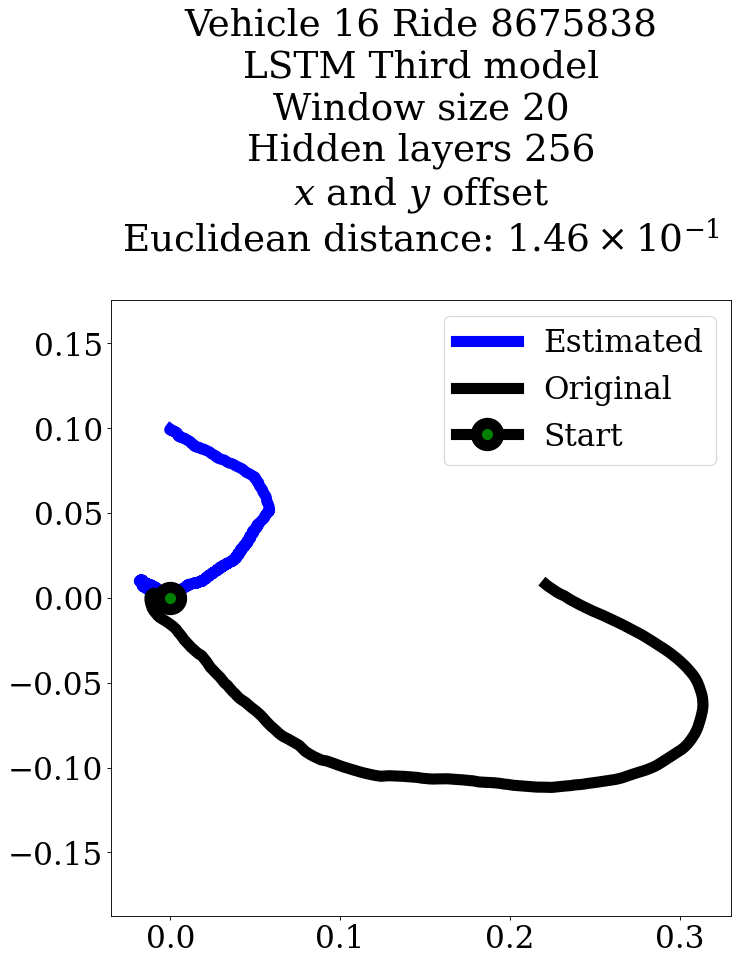 Vehicle 16 Ride 8675838
LSTM Third model
Window size 20
Hidden layers 256
x and y offset
Euclidean distance: 1.46 × 10⁻¹
Estimated
Original
Start
0.15
0.10
0.05
0.00
−0.05
−0.10
−0.15
0.0 0.1 0.2 0.3